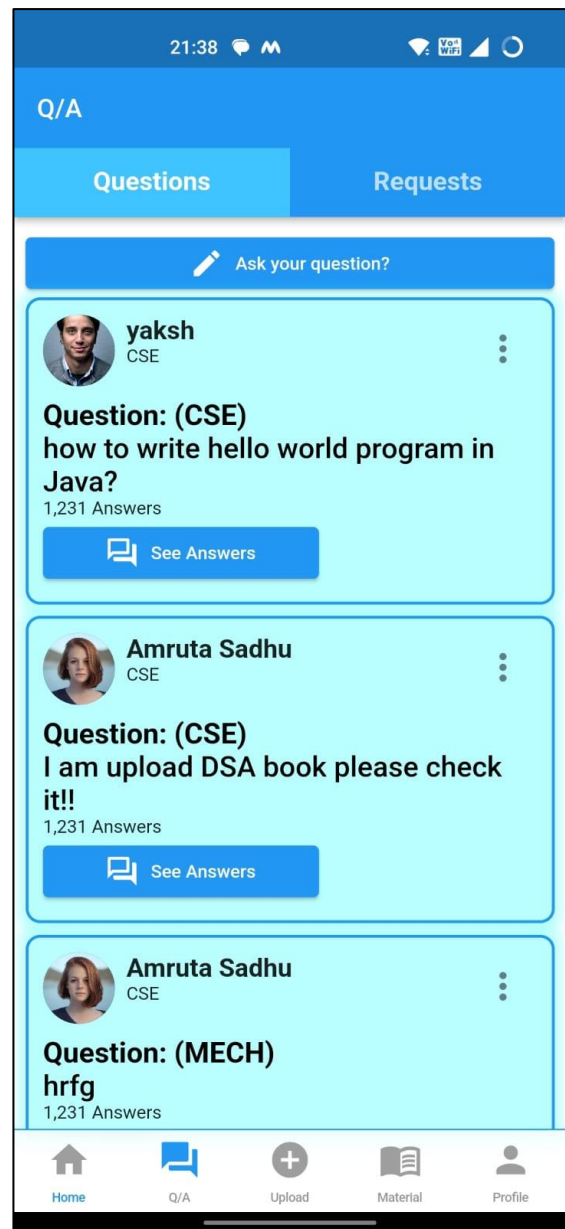 21:38
Vo))
WiFi
Q/A
Questions
Requests
Ask your question?
yaksh
CSE
Question: (CSE)
how to write hello world program in
Java?
1,231 Answers
See Answers
Amruta Sadhu
CSE
Question: (CSE)
I am upload DSA book please check
it!!
1,231 Answers
See Answers
Amruta Sadhu
CSE
Question: (MECH)
hrfg
1,231 Answers
Home
Q/A
Upload
Material
Profile